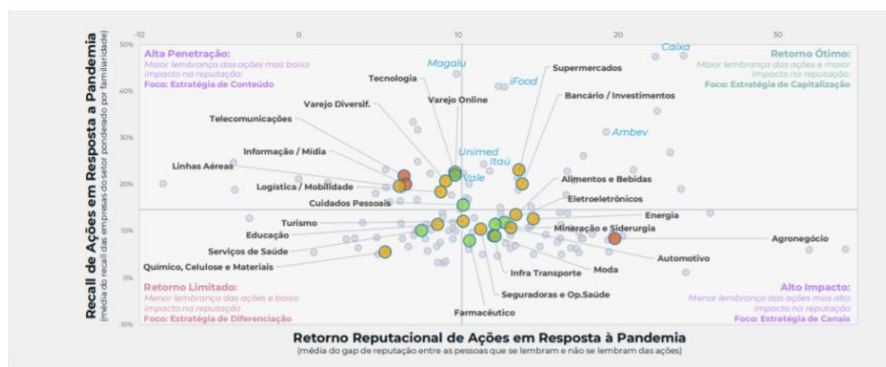 -10 0 10 20 30
50%
40%
30%
20%
10%
0%
-10%
Recall de Ações em Resposta a Pandemia
(média do recall das empresas do setor ponderado por familiaridade)
Alta Penetração:
Maior lembrança das ações mas baixo
impacto na reputação:
Foco: Estratégia de Conteúdo
Retorno Ótimo:
Maior lembrança das ações e maior
impacto na reputação:
Foco: Estratégia de Capitalização
Caixa
Magalu
iFood
Ambev
Unimed
Itaú
Vale
Tecnologia
Supermercados
Varejo Diversif.
Varejo Online
Bancário / Investimentos
Telecomunicações
Informação / Mídia
Linhas Aéreas
Logística / Mobilidade
Cuidados Pessoais
Alimentos e Bebidas
Eletroeletrônicos
Turismo
Energia
Educação
Mineração e Siderurgia
Agronegócio
Serviços de Saúde
Automotivo
Químico, Celulose e Materiais
Infra Transporte
Moda
Seguradoras e Op.Saúde
Farmacêutico
Retorno Limitado:
Menor lembrança das ações e baixo
impacto na reputação
Foco: Estratégia de Diferenciação
Alto Impacto:
Menor lembrança das ações mas alto
impacto na reputação
Foco: Estratégia de Canais
Retorno Reputacional de Ações em Resposta à Pandemia
(média do gap de reputação entre as pessoas que se lembram e não se lembram das ações)